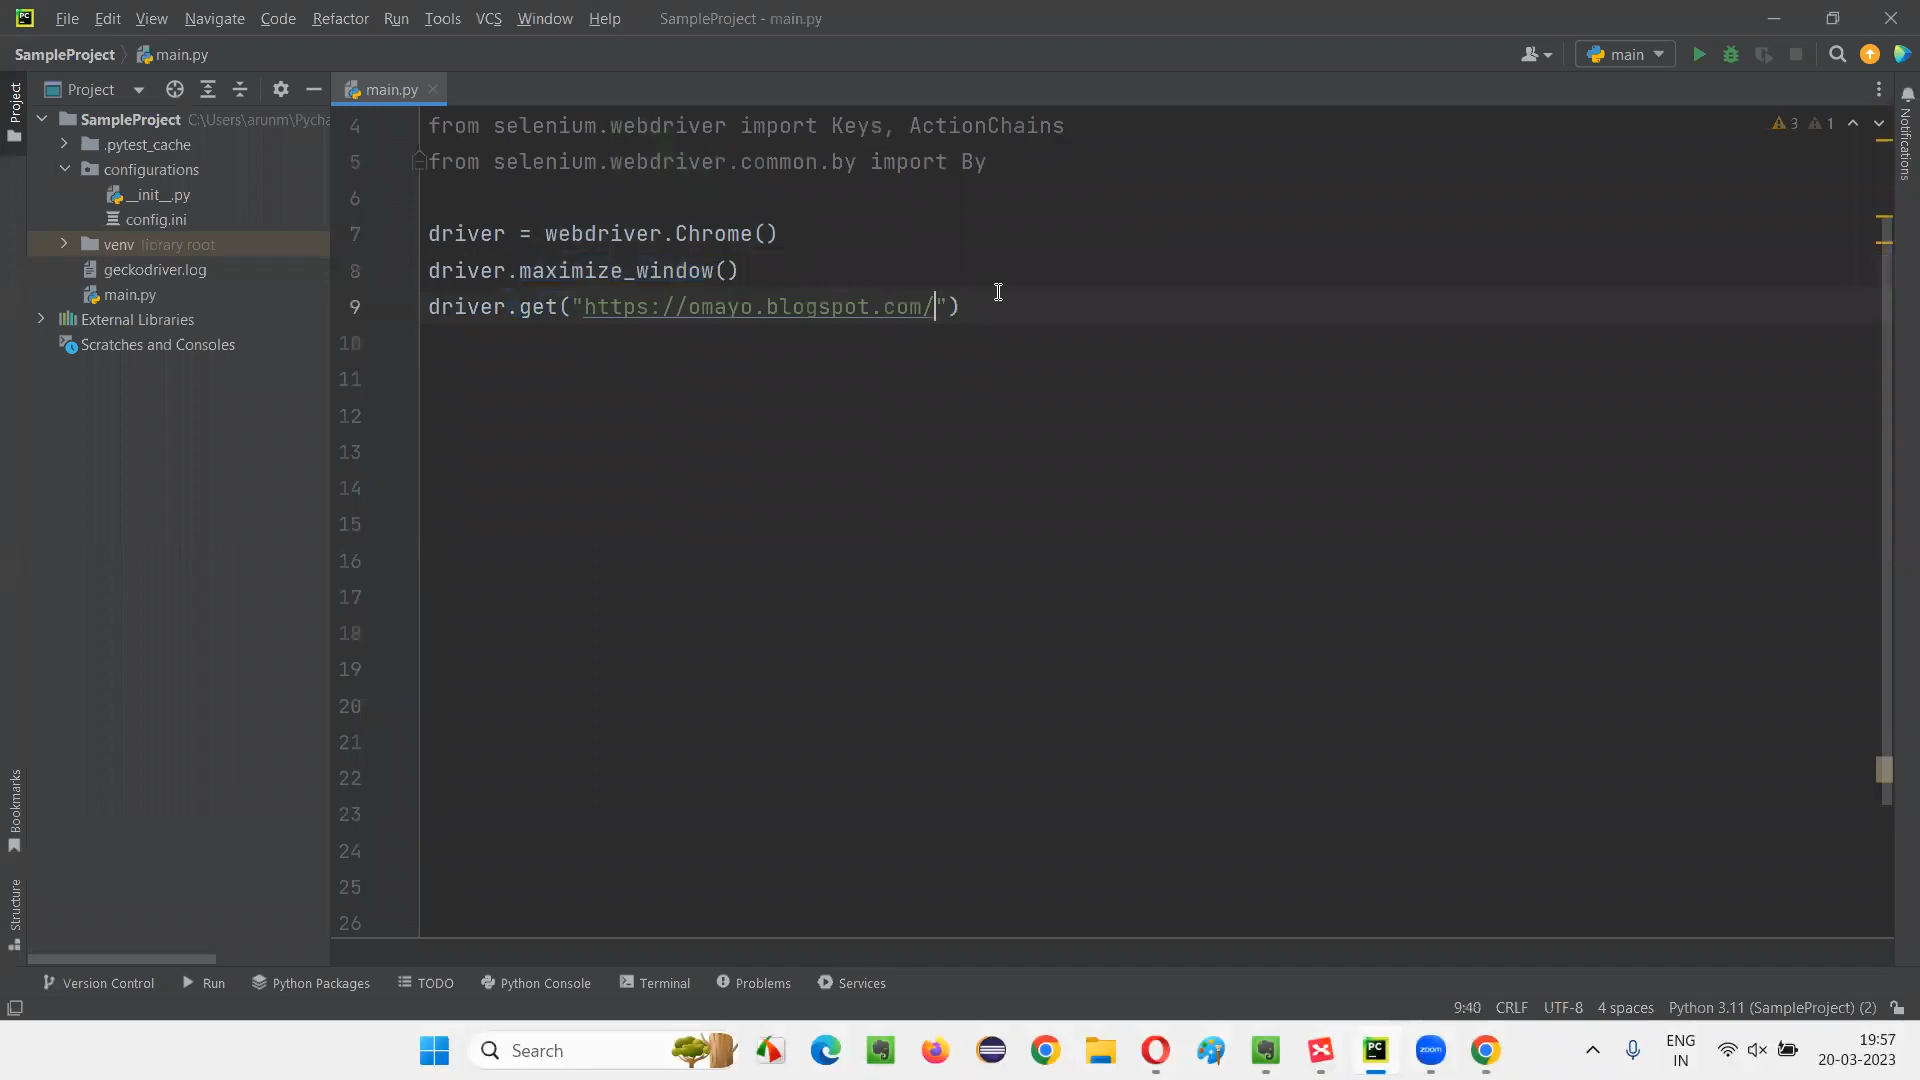 File Edit View Navigate Code Refactor Run Tools VCS Window Help SampleProject - main.py
SampleProject main.py main
Project main.py
SampleProject C:\Users\arunm\Pycha
.pytest_cache
configurations
__init__.py
config.ini
venv library root
geckodriver.log
main.py
External Libraries
Scratches and Consoles
Project
Bookmarks
Structure
4 from selenium.webdriver import Keys, ActionChains
5 from selenium.webdriver.common.by import By
6
7 driver = webdriver.Chrome()
8 driver.maximize_window()
9 driver.get("https://omayo.blogspot.com/")
10
11
12
13
14
15
16
17
18
19
20
21
22
23
24
25
26
3 1
Notifications
Version Control Run Python Packages TODO Python Console Terminal Problems Services
9:40 CRLF UTF-8 4 spaces Python 3.11 (SampleProject) (2)
Search
PC
zoom
ENG
IN
19:57
20-03-2023